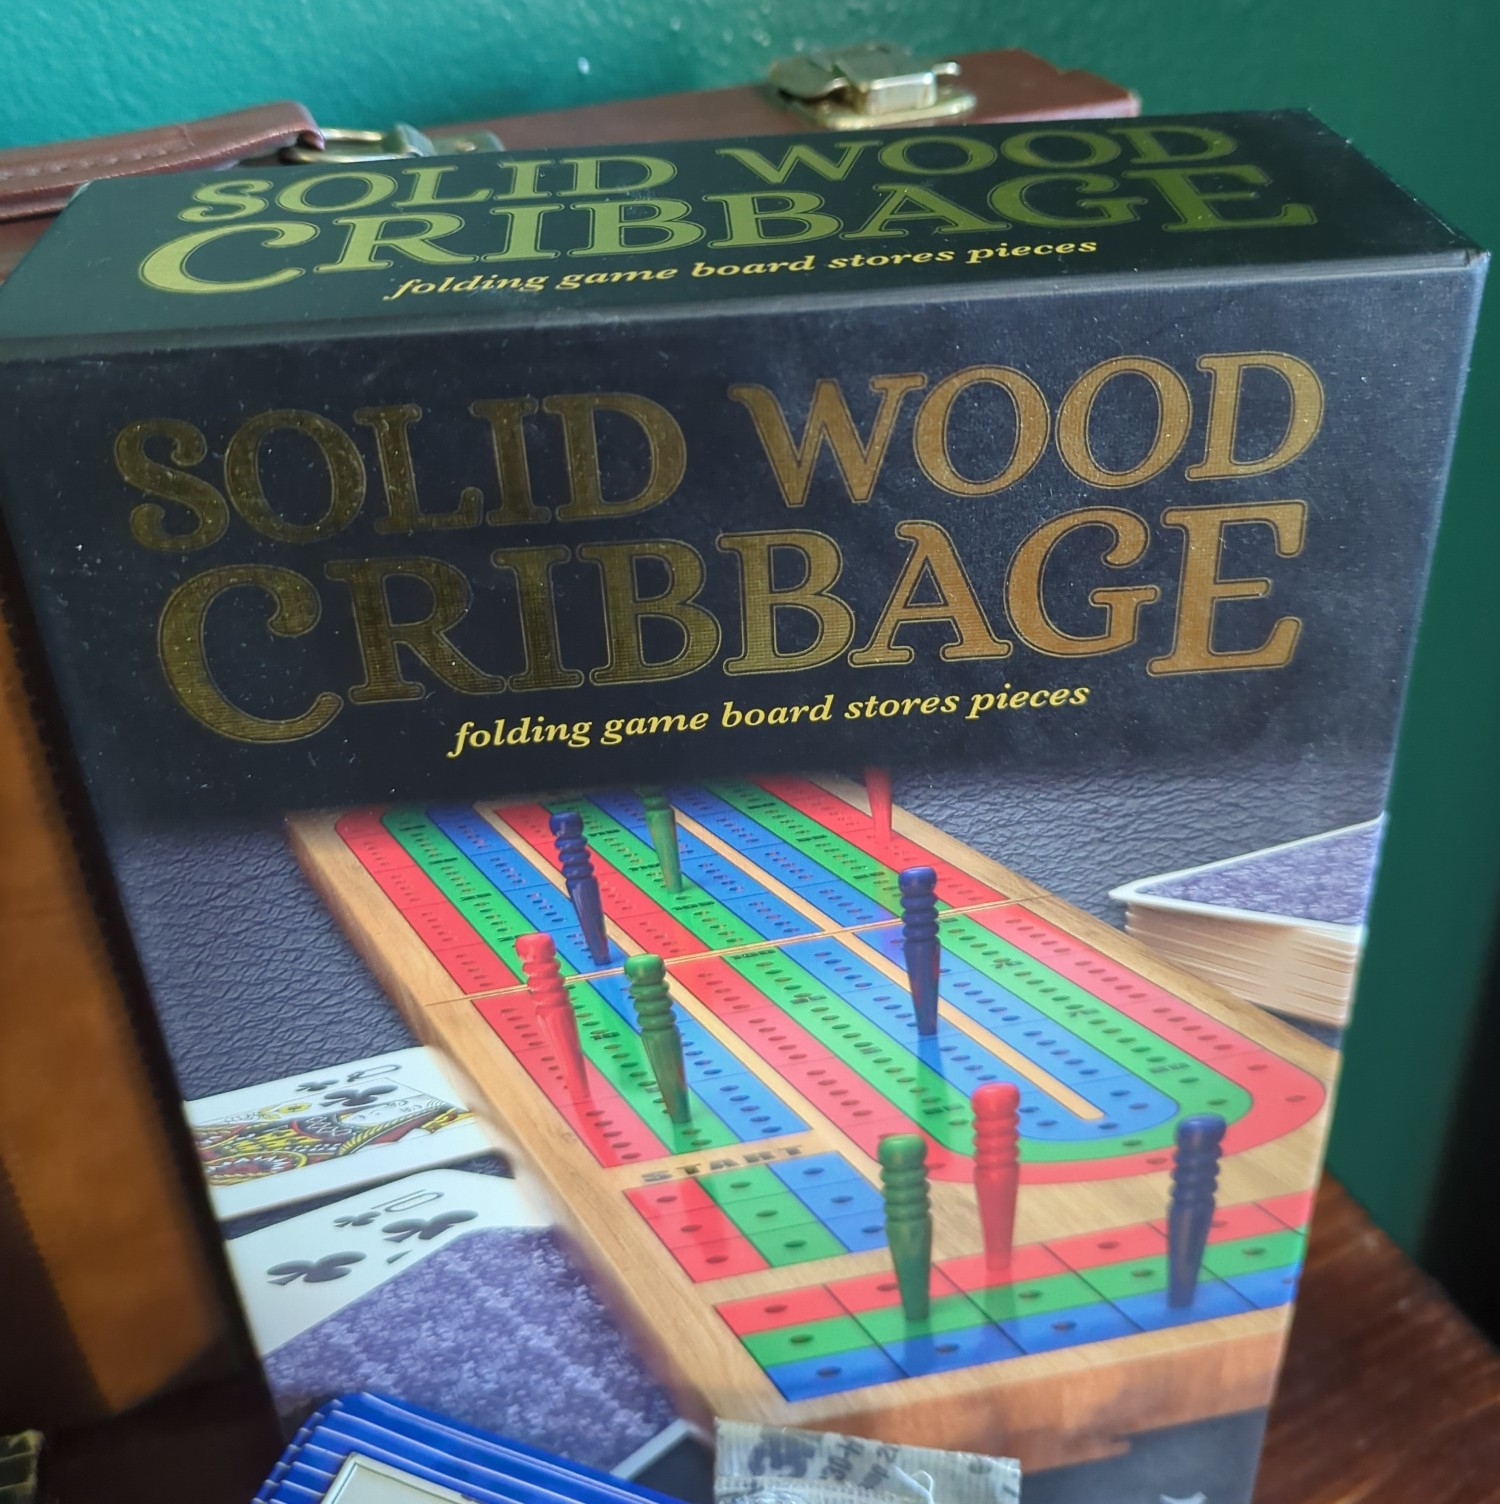 SOLID WOOD
CRIBBAGE
folding game board stores pieces
SOLID WOOD
CRIBBAGE
folding game board stores pieces
START